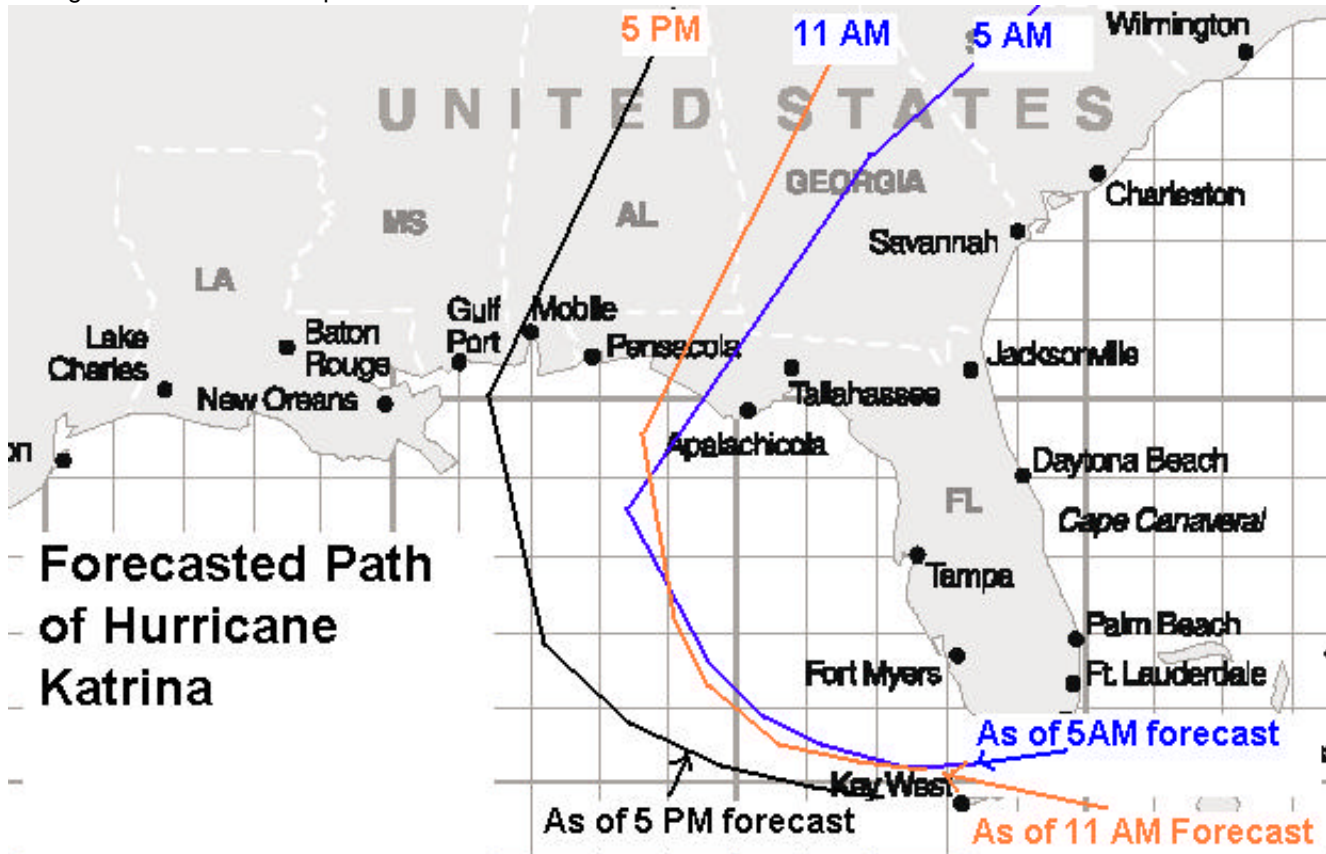 5 PM
11 AM
5 AM
Wilmington
UNITED STATES
GEORGIA
Charleston
MS
AL
Savannah
LA
Gulf
Port
Mobile
Lake
Charles
Baton
Rouge
Pensacola
Jacksonville
Tallahassee
New Oreans
Apalachicola
on
Daytona Beach
FL
Cape Canaveral
Forecasted Path
of Hurricane
Katrina
Tampa
Palm Beach
Fort Myers
Ft. Lauderdale
As of 5AM forecast
Key West
As of 5 PM forecast
As of 11 AM Forecast